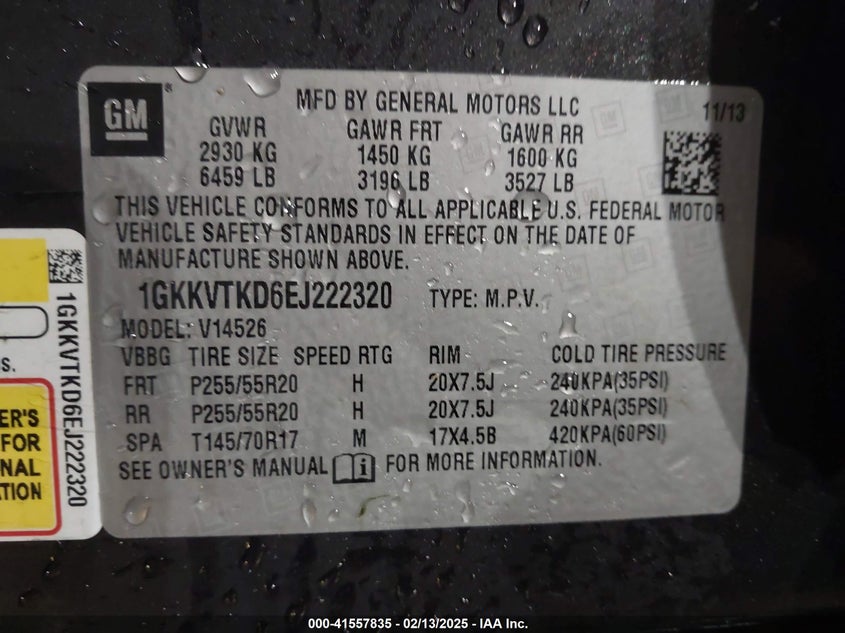 GM
®
MFD BY GENERAL MOTORS LLC
11/13
GVWR GAWR FRT GAWR RR
2930 KG 1450 KG 1600 KG
6459 LB 3196 LB 3527 LB
THIS VEHICLE CONFORMS TO ALL APPLICABLE U.S. FEDERAL MOTOR
VEHICLE SAFETY STANDARDS IN EFFECT ON THE DATE OF
MANUFACTURE SHOWN ABOVE.
1GKKVTKD6EJ222320 TYPE: M.P.V.
MODEL: V14526
VBBG TIRE SIZE SPEED RTG RIM COLD TIRE PRESSURE
FRT P255/55R20 H 20X7.5J 240KPA(35PSI)
RR P255/55R20 H 20X7.5J 240KPA(35PSI)
SPA T145/70R17 M 17X4.5B 420KPA(60PSI)
SEE OWNER'S MANUAL i FOR MORE INFORMATION.
1GKKVTKD6EJ222320
S.
ER'S
FOR
NAL
TION
000-41557835 - 02/13/2025 - IAA Inc.